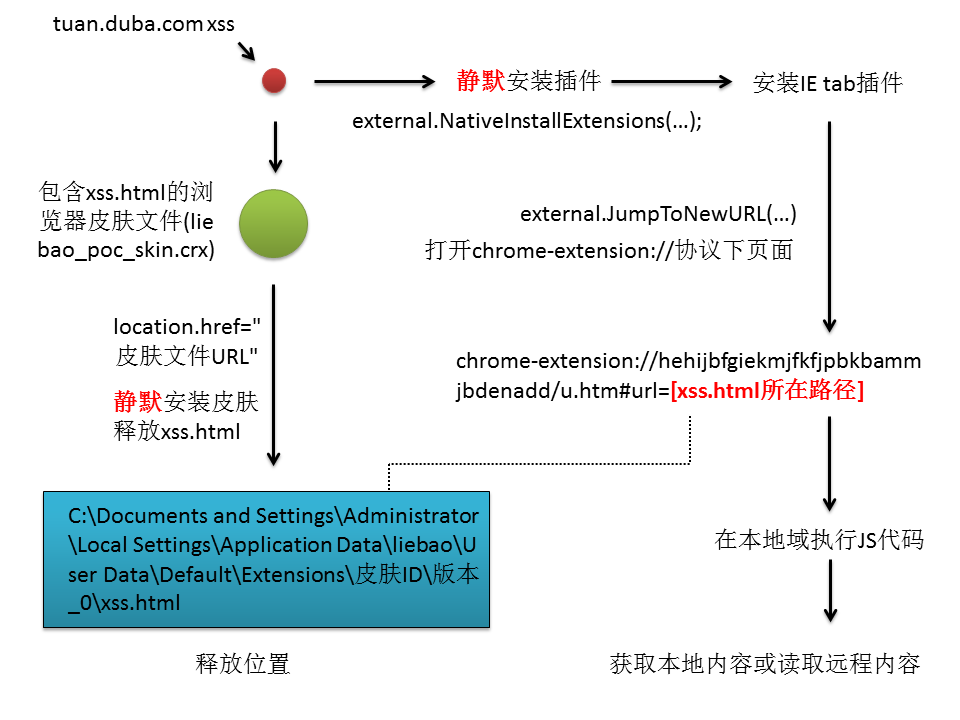 tuan.duba.com xss
静默安装插件
安装IE tab插件
external.NativeInstallExtensions(...);
包含xss.html的浏
览器皮肤文件(lie
bao_poc_skin.crx)
external.JumpToNewURL(...)
打开chrome-extension://协议下页面
location.href="
皮肤文件URL"
静默安装皮肤
释放xss.html
chrome-extension://hehijbfgiekmjfkfjpbkbamm
jbdenadd/u.htm#url=[xss.html所在路径]
C:\Documents and Settings\Administrator
\Local Settings\Application Data\liebao\U
ser Data\Default\Extensions\皮肤ID\版本
_0\xss.html
在本地域执行JS代码
释放位置
获取本地内容或读取远程内容